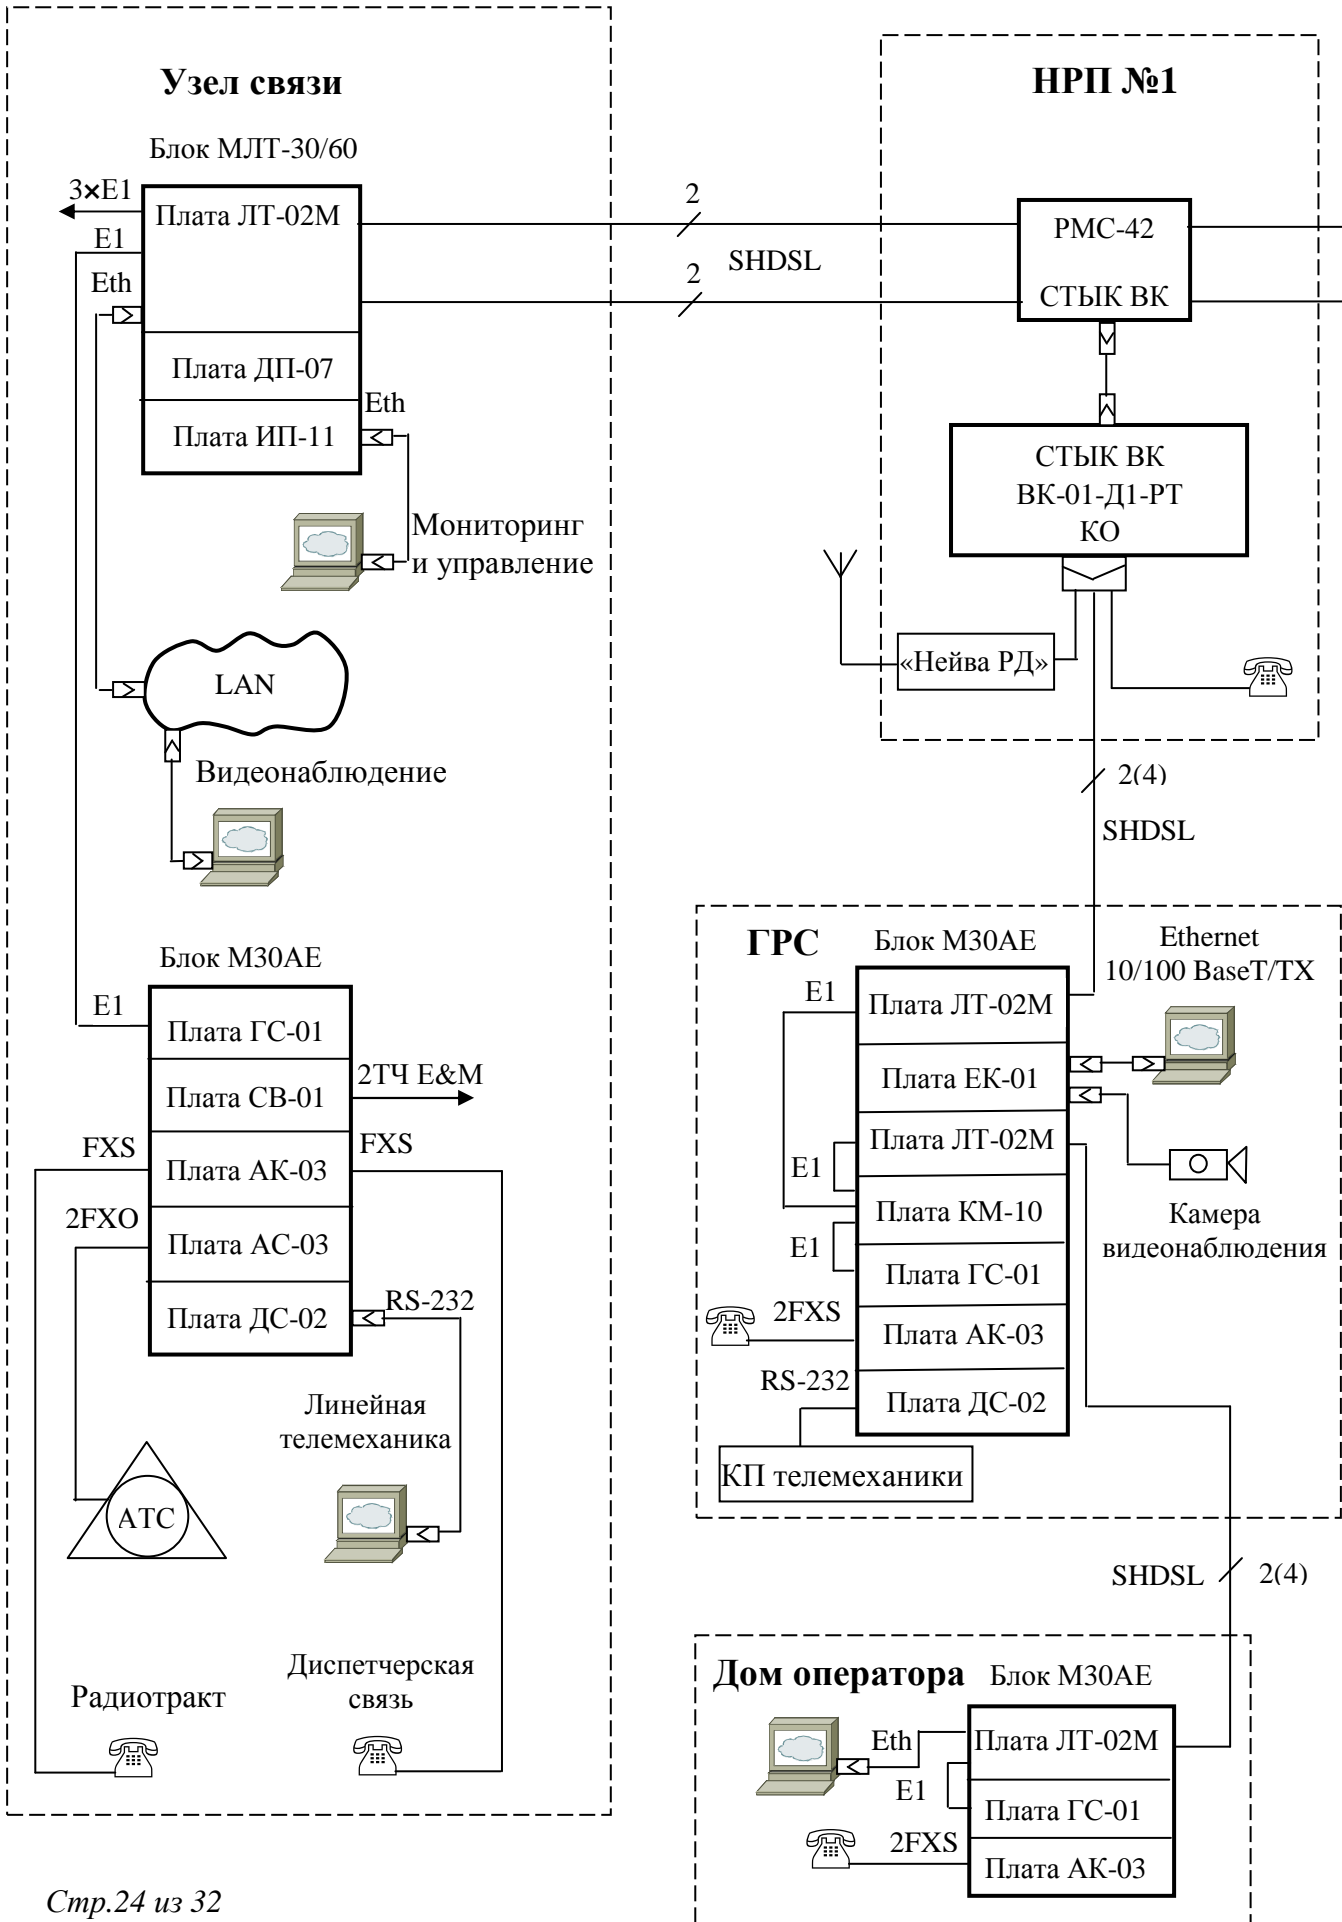 Узел связи
Блок МЛТ-30/60
3×E1
Плата ЛТ-02М
E1
Eth
Плата ДП-07
Eth
Плата ИП-11
Мониторинг
и управление
LAN
Видеонаблюдение
Блок М30АЕ
E1
Плата ГС-01
2ТЧ E&M
Плата СВ-01
FXS
FXS
Плата АК-03
2FXO
Плата АС-03
RS-232
Плата ДС-02
Линейная
телемеханика
АТС
Диспетчерская
связь
Радиотракт
2
SHDSL
2
НРП №1
РМС-42
СТЫК ВК
СТЫК ВК
ВК-01-Д1-РТ
КО
«Нейва РД»
2(4)
SHDSL
ГРС
Блок М30АЕ
Ethernet
10/100 BaseT/TX
E1
Плата ЛТ-02М
Плата ЕК-01
Плата ЛТ-02М
E1
Плата КМ-10
Камера
видеонаблюдения
E1
Плата ГС-01
2FXS
Плата АК-03
RS-232
Плата ДС-02
КП телемеханики
SHDSL
2(4)
Дом оператора
Блок М30АЕ
Eth
Плата ЛТ-02М
E1
Плата ГС-01
2FXS
Плата АК-03
Стр.24 из 32